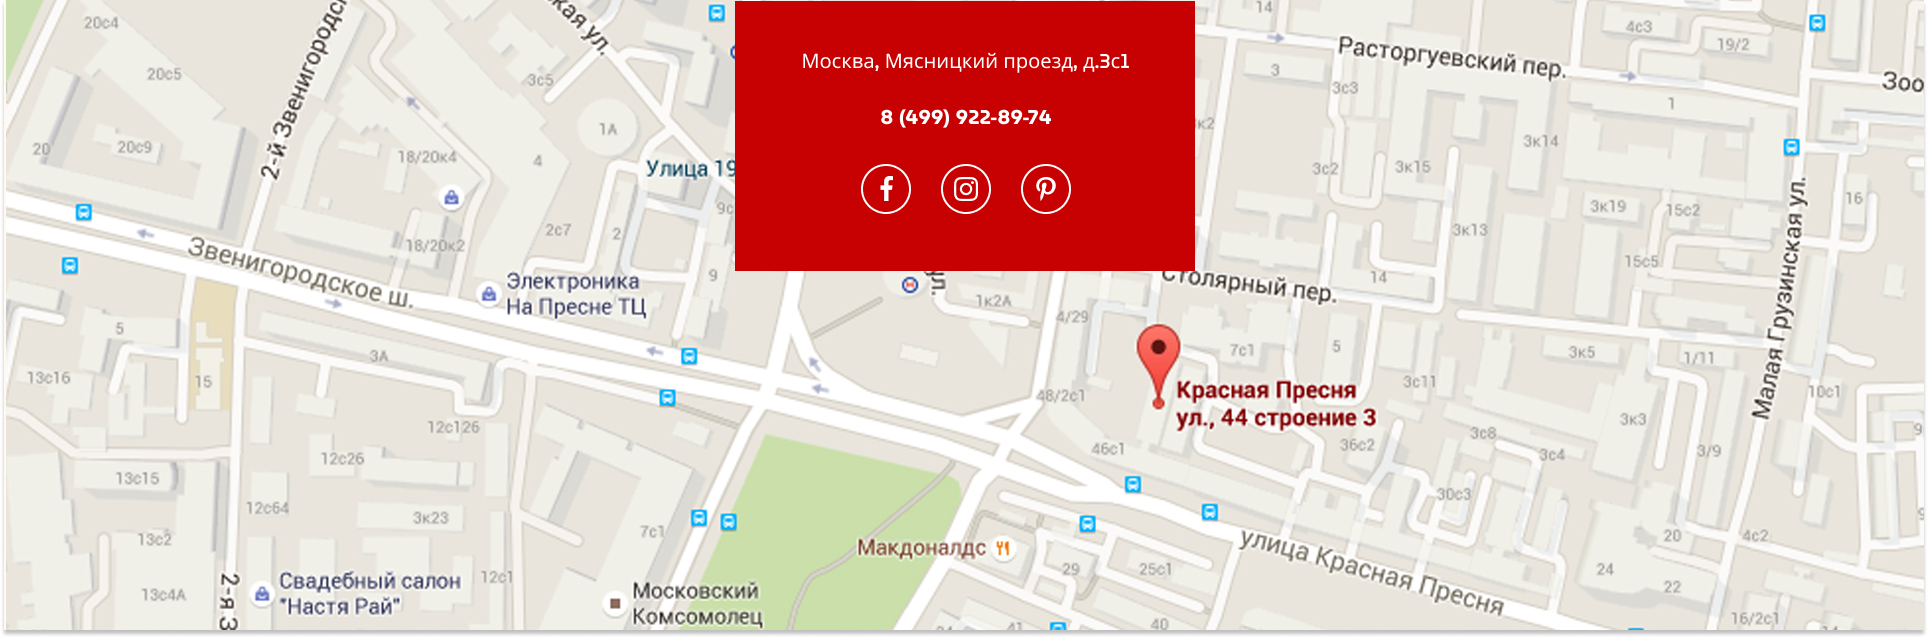 20с4
14
4с3
19/2
Расторгуевский пер.
Москва, Мясницкий проезд, д.3с1
20с5
3с5
3
3с3
1
Зоо
8 (499) 922-89-74
1А
20
20с9
18/20к4
4
3к14
2-й Звенигородс
кая ул.
Улица 19
3с2
3к15
16
9с
3к19
15с2
2с7
2
3к13
18/20к2
Звенигородское ш.
9
14
15с5
Электроника
На Пресне ТЦ
ул.
1к2А
Столярный пер.
Малая Грузинская ул.
4/29
5
3А
7с1
5
3к5
1/11
13с16
15
48/2с1
Красная Пресня
ул., 44 строение 3
3с11
10с1
12с126
3к3
46с1
36с2
3с8
3с4
3/9
12с26
13с15
30с3
12с64
3к23
7с1
13с2
Макдоналдс
улица Красная Пресня
20
4с2
29
25с1
24
22
2-я З
Свадебный салон
"Настя Рай"
12с1
13с4А
Московский
Комсомолец
41
40
16/2с1